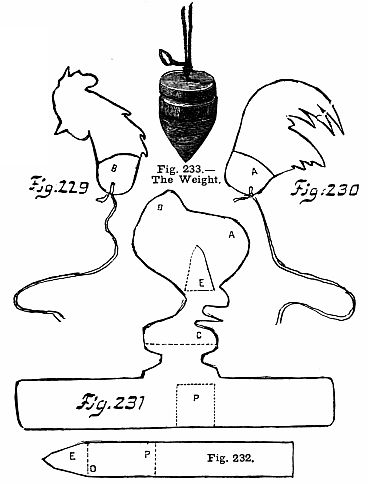 B
A
Fig. 233.—
The Weight.
Fig.229
Fig:230
B
A
E
C
Fig.231
P
E
O
P
Fig. 232.